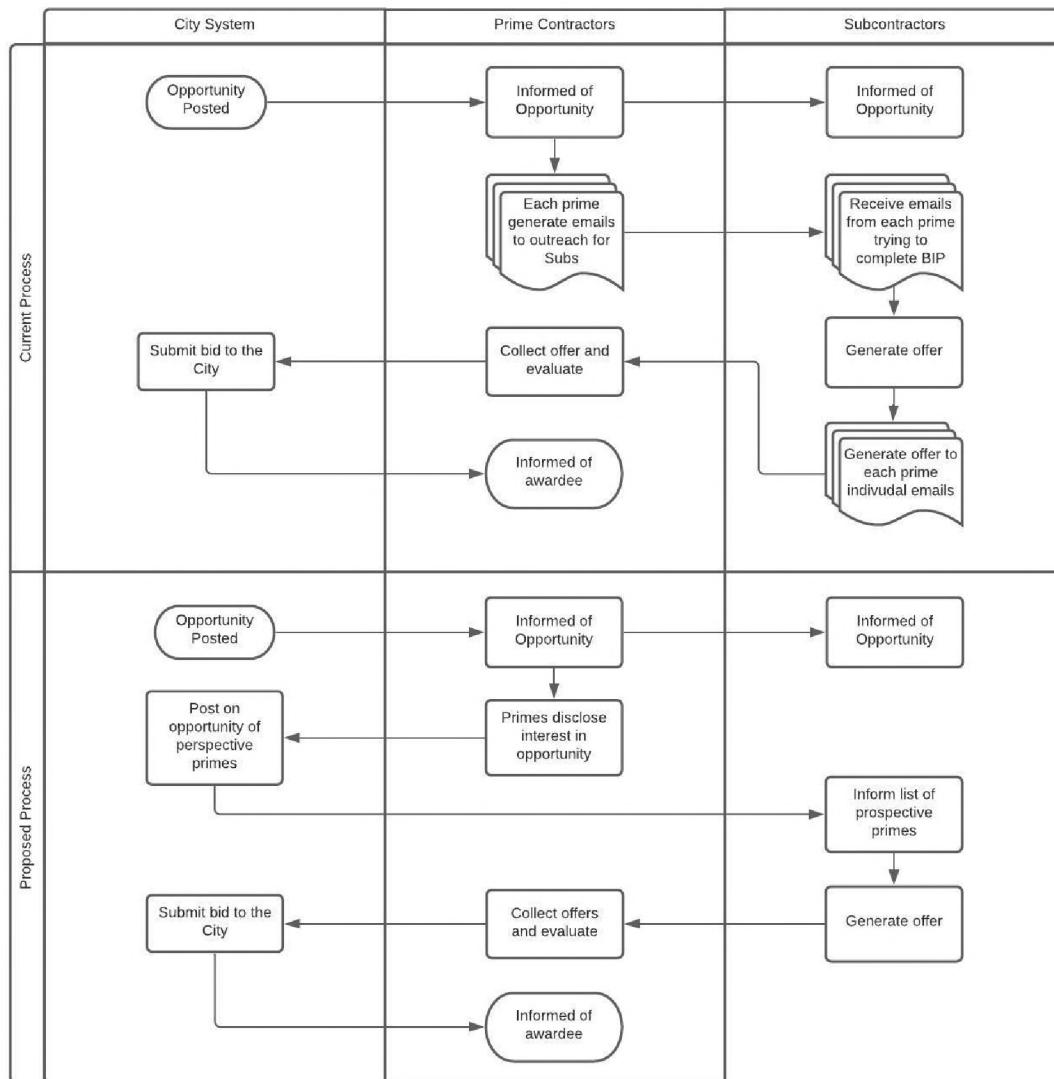 City System
Prime Contractors
Subcontractors
Current Process
Opportunity
Posted
Informed of
Opportunity
Informed of
Opportunity
Each prime
generate emails
to outreach for
Subs
Receive emails
from each prime
trying to
complete BIP
Submit bid to the
City
Collect offer and
evaluate
Generate offer
Informed of
awardee
Generate offer to
each prime
indivudal emails
Proposed Process
Opportunity
Posted
Informed of
Opportunity
Informed of
Opportunity
Post on
opportunity of
perspective
primes
Primes disclose
interest in
opportunity
Inform list of
prospective
primes
Submit bid to the
City
Collect offers
and evaluate
Generate offer
Informed of
awardee